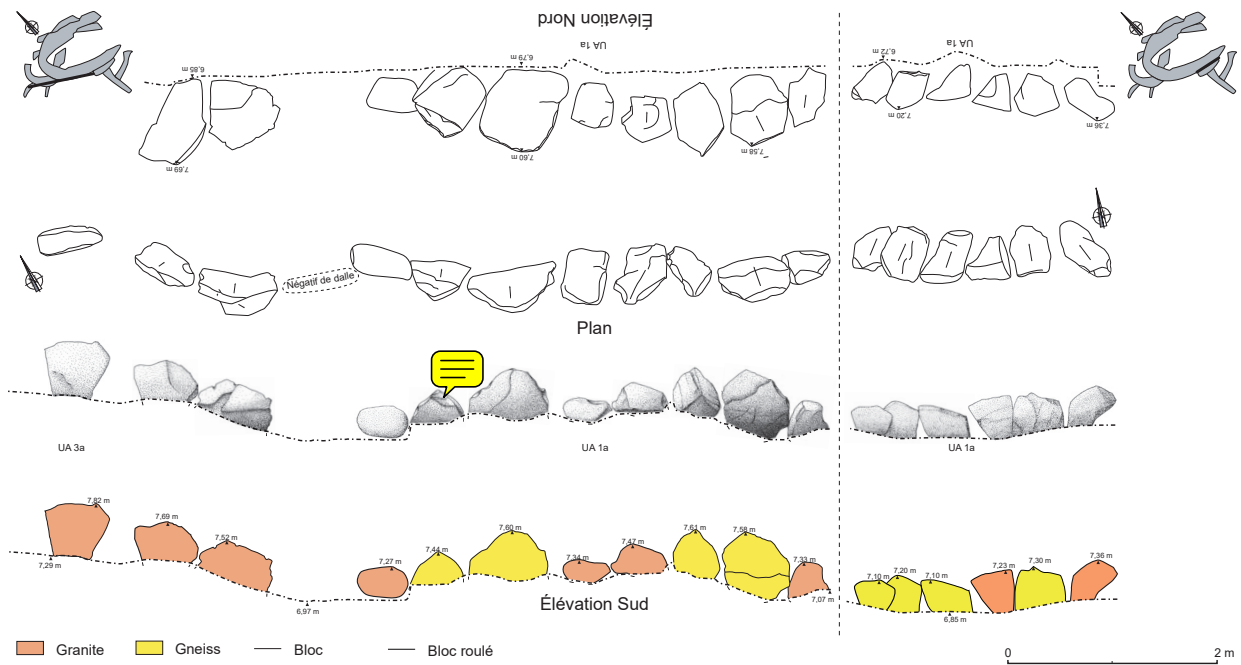 Élévation Nord
UA 1a
UA 1a
6,85 m
6,79 m
6,72 m
7,20 m
7,36 m
7,58 m
7,60 m
7,69 m
Négatif de dalle
Plan
UA 3a
UA 1a
UA 1a
7,82 m
7,69 m
7,52 m
7,27 m
7,44 m
7,60 m
7,34 m
7,47 m
7,61 m
7,58 m
7,33 m
7,10 m
7,20 m
7,10 m
7,23 m
7,30 m
7,36 m
7,29 m
6,97 m
7,07 m
6,85 m
Élévation Sud
Granite
Gneiss
Bloc
Bloc roulé
0
2 m